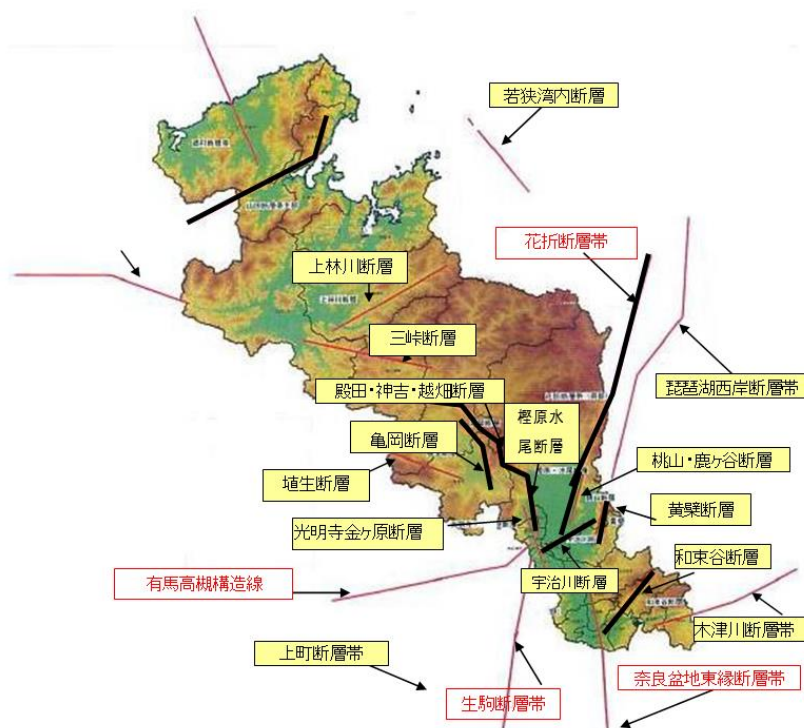 若狭湾内断層
花折断層帯
上林川断層
上林川断層
三峠断層
殿田・神吉・越畑断層
琵琶湖西岸断層帯
樫原水
尾断層
亀岡断層
桃山・鹿ヶ谷断層
埴生断層
黄檗断層
光明寺金ヶ原断層
和束谷断層
有馬高槻構造線
宇治川断層
木津川断層帯
上町断層帯
生駒断層帯
奈良盆地東縁断層帯